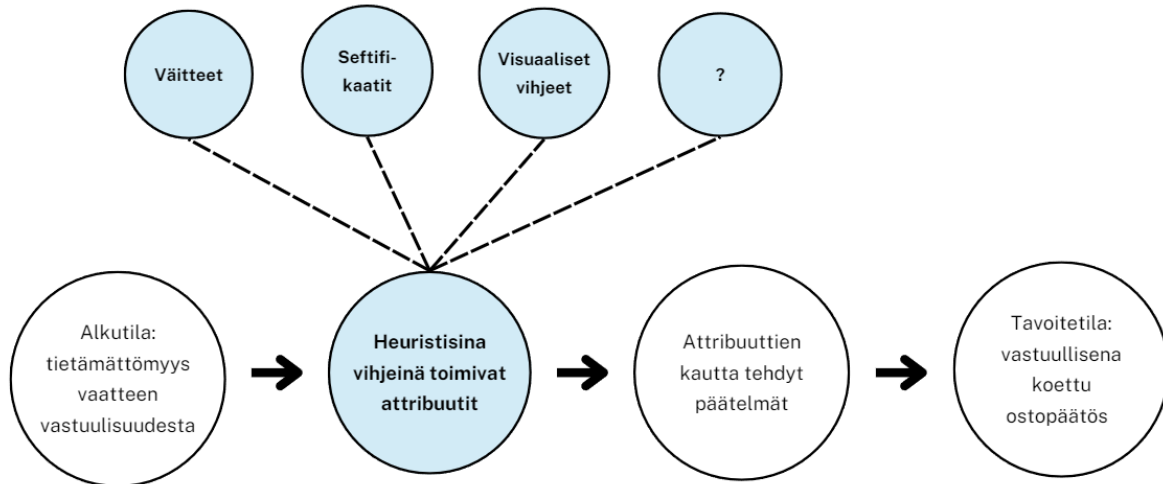 Väitteet
Seftifi-
kaatit
Visuaaliset
vihjeet
?
Alkutila:
tietämättömyys
vaatteen
vastuulisuudesta
Heuristisina
vihjeinä toimivat
attribuutit
Attribuuttien
kautta tehdyt
päätelmät
Tavoitetila:
vastuullisena
koettu
ostopäätös